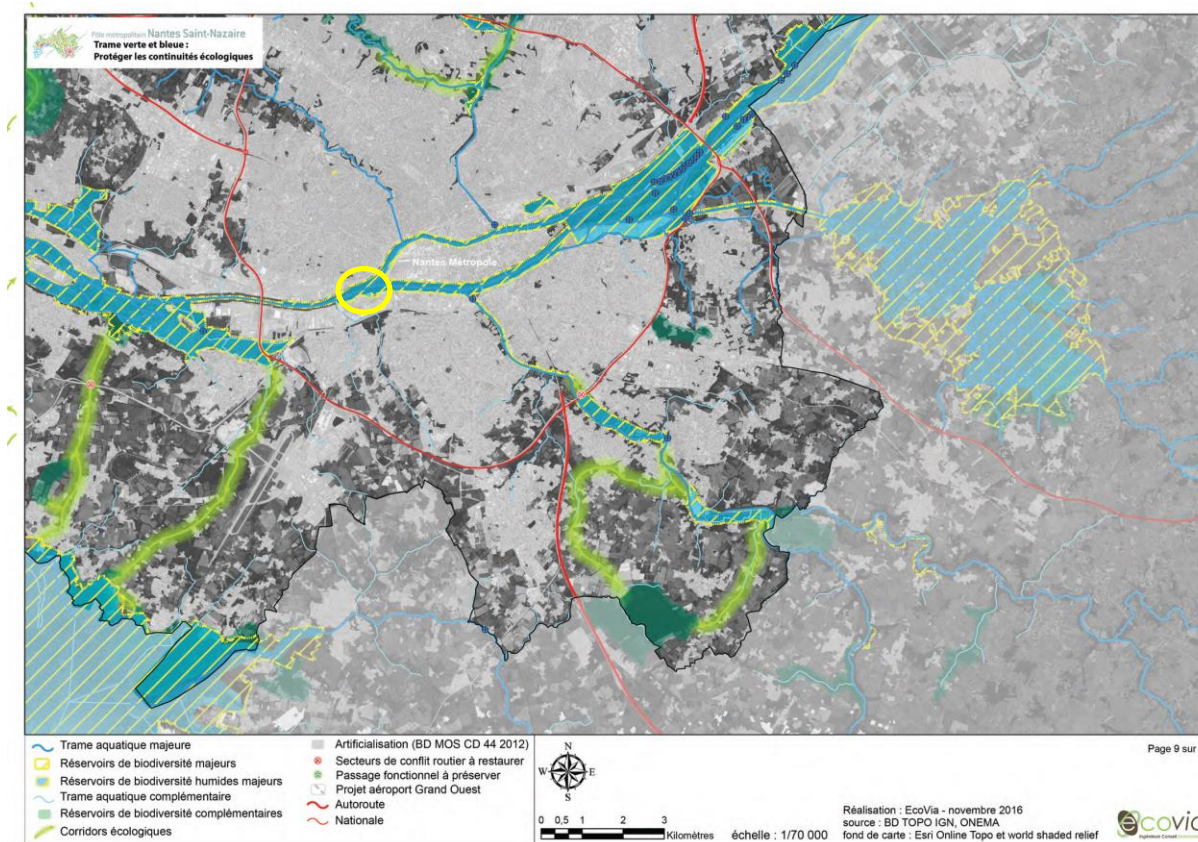 Pôle métropolitain Nantes Saint-Nazaire
Trame verte et bleue :
Protéger les continuités écologiques
Nantes Métropole
Trame aquatique majeure
Réservoirs de biodiversité majeurs
Réservoirs de biodiversité humides majeurs
Trame aquatique complémentaire
Réservoirs de biodiversité complémentaires
Corridors écologiques
Artificialisation (BD MOS CD 44 2012)
Secteurs de conflit routier à restaurer
Passage fonctionnel à préserver
Projet aéroport Grand Ouest
Autoroute
Nationale
N
W E
S
0 0,5 1 2 3
Kilomètres
échelle : 1/70 000
Page 9 sur
Réalisation : EcoVia - novembre 2016
source : BD TOPO IGN, ONEMA
fond de carte : Esri Online Topo et world shaded relief
ecovia